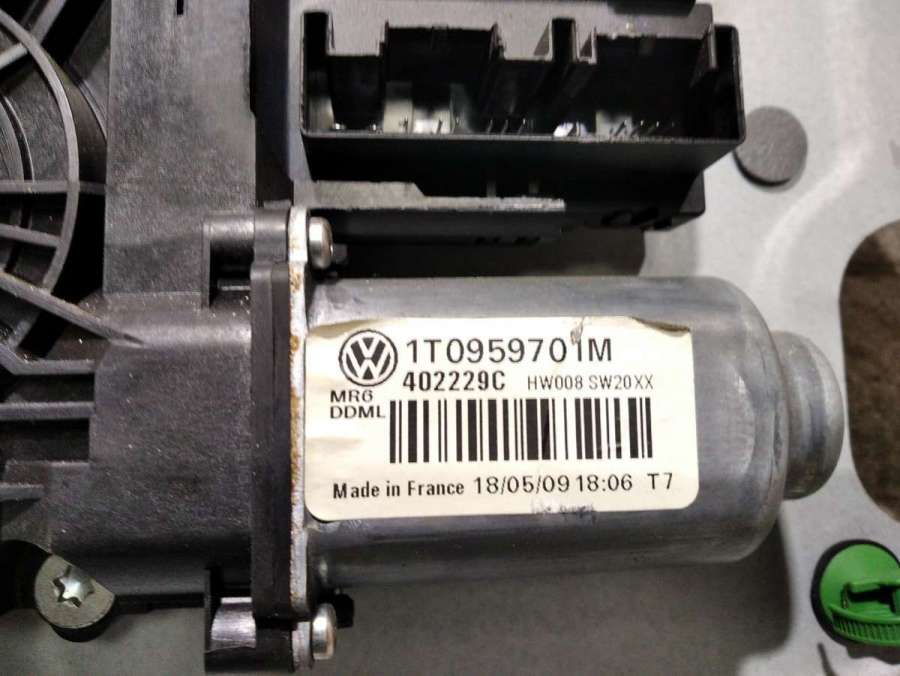 1T0959701M
402229C HW008 SW20XX
MR6
DDML
Made in France 18/05/09 18:06 T7